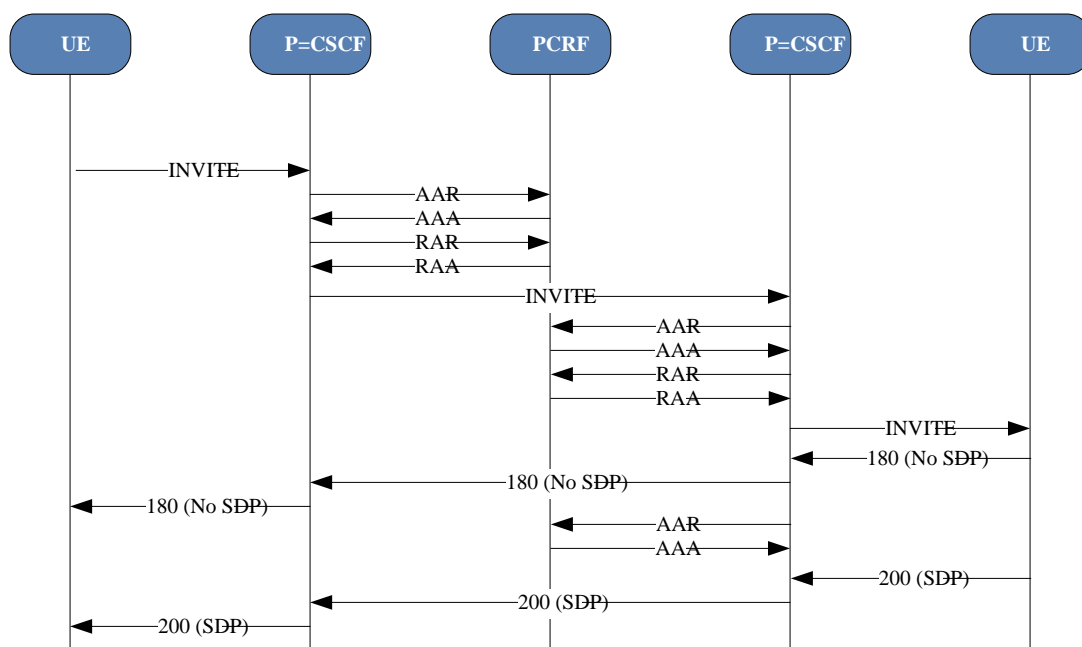 UE
P=CSCF
PCRF
P=CSCF
UE
INVITE
AAR
AAA
RAR
RAA
INVITE
AAR
AAA
RAR
RAA
INVITE
180 (No SDP)
180 (No SDP)
180 (No SDP)
AAR
AAA
200 (SDP)
200 (SDP)
200 (SDP)